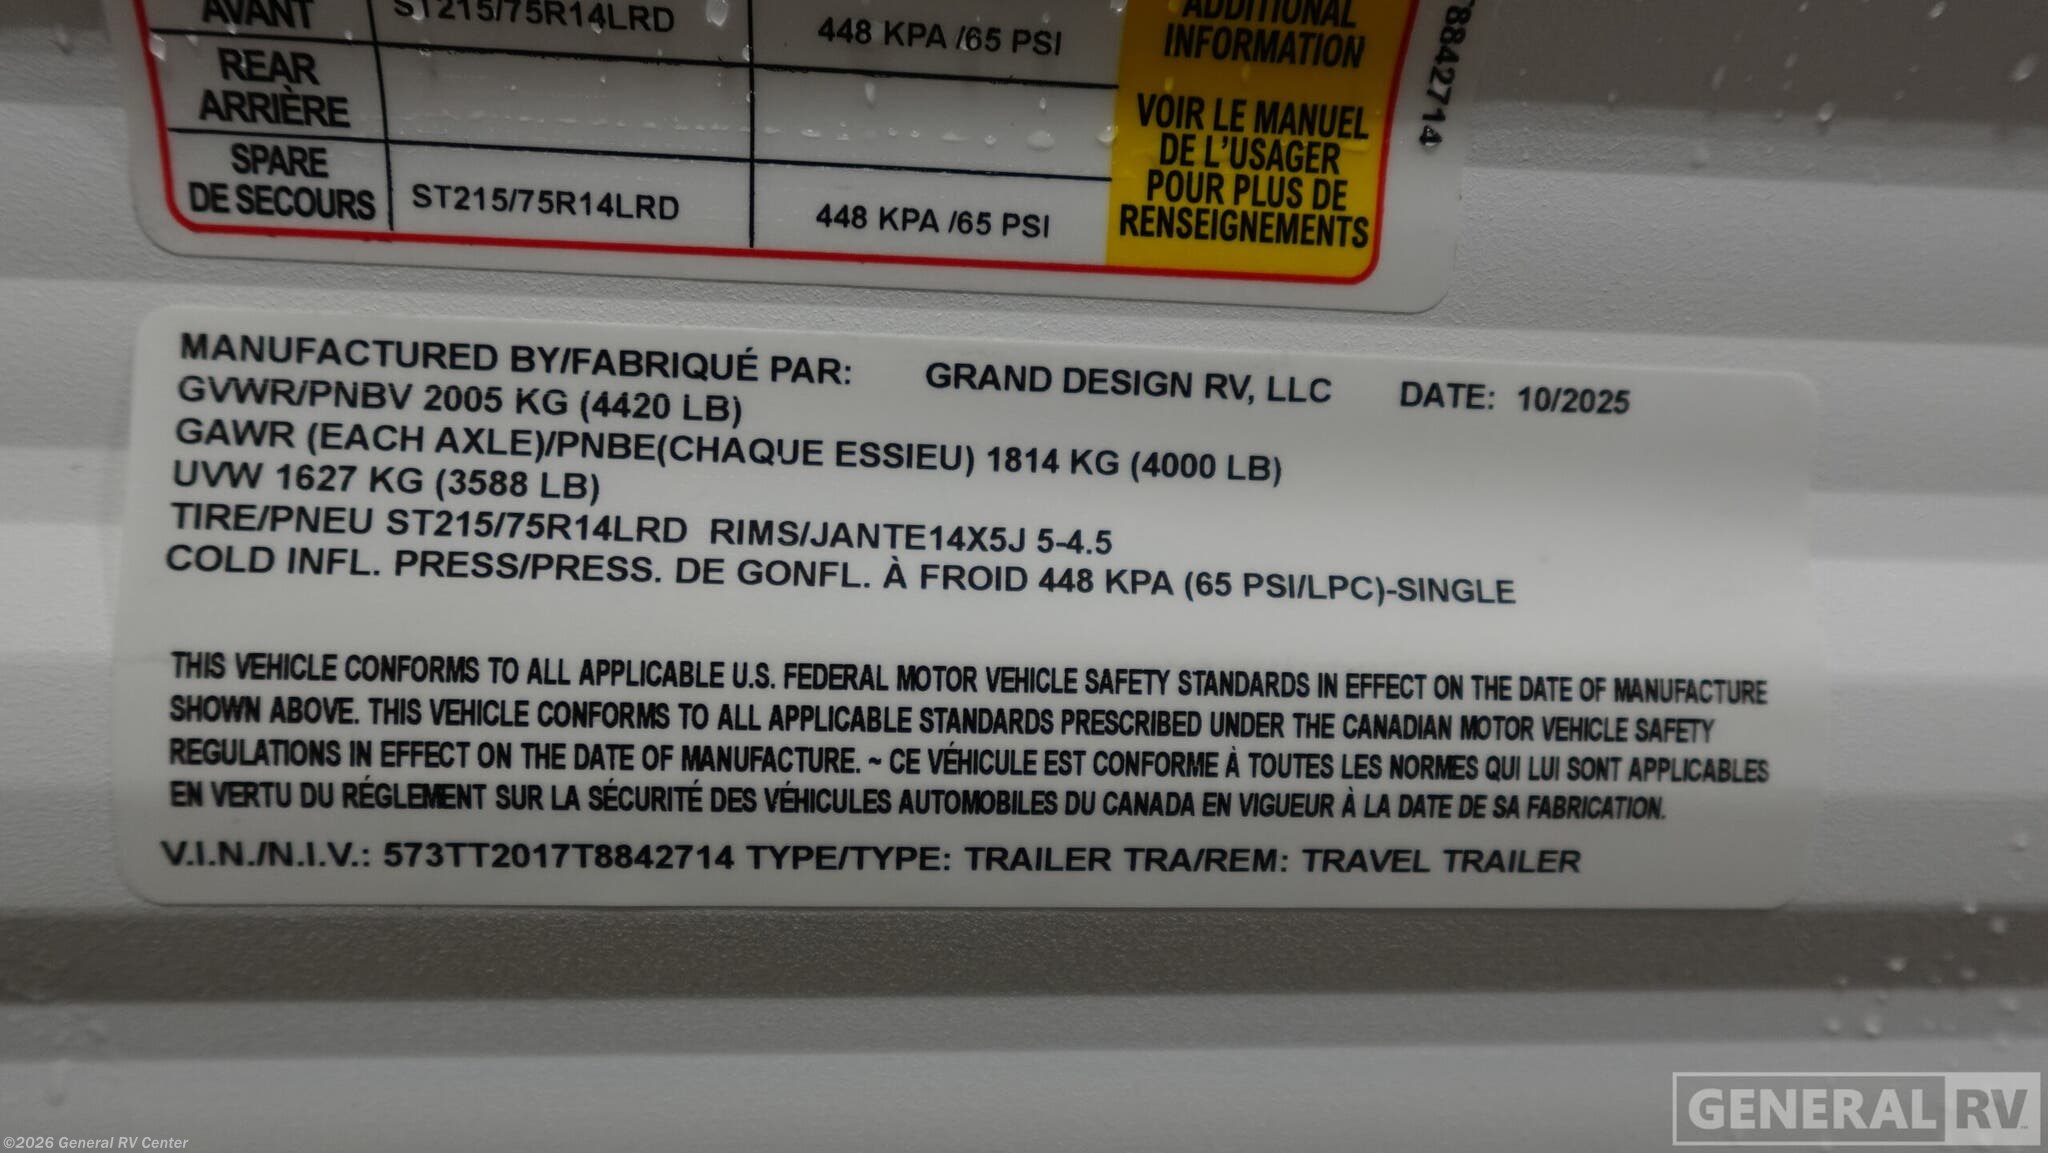 AVANT ST215/75R14LRD 448 KPA /65 PSI
ADDITIONAL
INFORMATION
REAR
ARRIÈRE
VOIR LE MANUEL
DE L'USAGER
POUR PLUS DE
RENSEIGNEMENTS
SPARE
DE SECOURS ST215/75R14LRD 448 KPA /65 PSI
8842714
MANUFACTURED BY/FABRIQUÉ PAR: GRAND DESIGN RV, LLC DATE: 10/2025
GVWR/PNBV 2005 KG (4420 LB)
GAWR (EACH AXLE)/PNBE(CHAQUE ESSIEU) 1814 KG (4000 LB)
UVW 1627 KG (3588 LB)
TIRE/PNEU ST215/75R14LRD RIMS/JANTE14X5J 5-4.5
COLD INFL. PRESS/PRESS. DE GONFL. À FROID 448 KPA (65 PSI/LPC)-SINGLE
THIS VEHICLE CONFORMS TO ALL APPLICABLE U.S. FEDERAL MOTOR VEHICLE SAFETY STANDARDS IN EFFECT ON THE DATE OF MANUFACTURE
SHOWN ABOVE. THIS VEHICLE CONFORMS TO ALL APPLICABLE STANDARDS PRESCRIBED UNDER THE CANADIAN MOTOR VEHICLE SAFETY
REGULATIONS IN EFFECT ON THE DATE OF MANUFACTURE. ~ CE VÉHICULE EST CONFORME À TOUTES LES NORMES QUI LUI SONT APPLICABLES
EN VERTU DU RÉGLEMENT SUR LA SÉCURITÉ DES VÉHICULES AUTOMOBILES DU CANADA EN VIGUEUR À LA DATE DE SA FABRICATION.
V.I.N./N.I.V.: 573TT2017T8842714 TYPE/TYPE: TRAILER TRA/REM: TRAVEL TRAILER
GENERAL RV
©2026 General RV Center